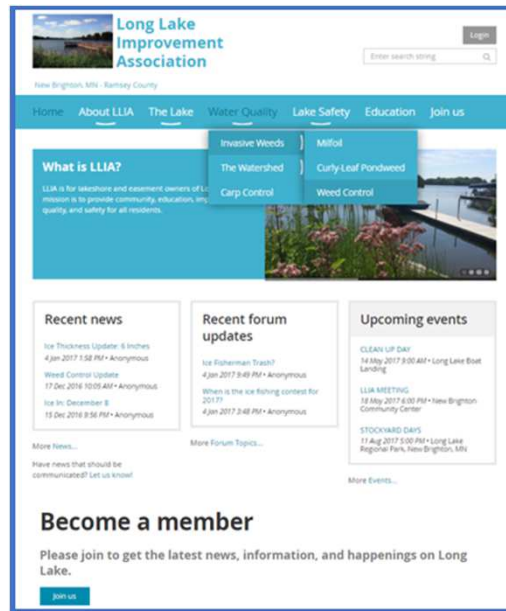 Long Lake
Improvement
Association
Login
Enter search string
New Brighton, MN - Ramsey County
Home About LLIA The Lake Water Quality Lake Safety Education Join us
Invasive Weeds
Milfoil
The Watershed
Curly-Leaf Pondweed
Carp Control
Weed Control
What is LLIA?
LLIA is for lakeshore and easement owners of
mission is to provide community, education,
quality, and safety for all residents.
Recent news
Ice Thickness Update: 6 Inches
4 Jan 2017 1:58 PM • Anonymous
Weed Control Update
17 Dec 2016 10:05 AM • Anonymous
Ice In: December 8
15 Dec 2016 9:56 PM • Anonymous
More News...
Have news that should be
communicated? Let us know!
Recent forum
updates
Ice Fisherman Trash?
4 Jan 2017 9:49 PM • Anonymous
When is the ice fishing contest for
2017?
4 Jan 2017 3:48 PM • Anonymous
More Forum Topics...
Upcoming events
CLEAN UP DAY
14 May 2017 9:00 AM • Long Lake Boat
Landing
LLIA MEETING
18 May 2017 6:00 PM • New Brighton
Community Center
STOCKYARD DAYS
11 Aug 2017 5:00 PM • Long Lake
Regional Park, New Brighton, MN
More Events...
Become a member
Please join to get the latest news, information, and happenings on Long
Lake.
Join us